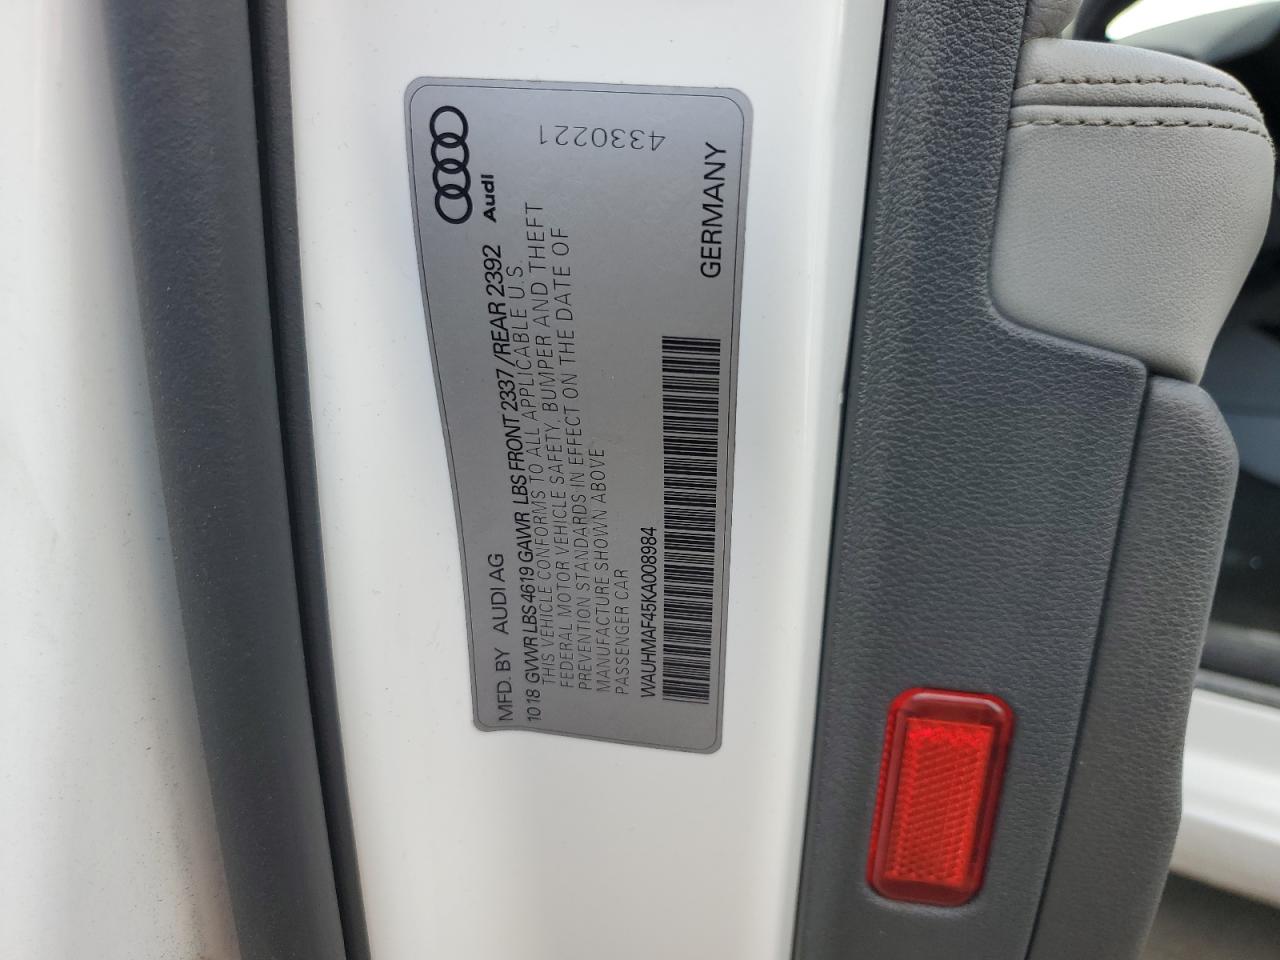 MFD. BY AUDI AG
Audi
1018 GVWR LBS 4619 GAWR LBS FRONT 2337 / REAR 2392
THIS VEHICLE CONFORMS TO ALL APPLICABLE U.S.
FEDERAL MOTOR VEHICLE SAFETY, BUMPER AND THEFT
PREVENTION STANDARDS IN EFFECT ON THE DATE OF
MANUFACTURE SHOWN ABOVE
PASSENGER CAR
4330221
WAUHMAF45KA008984
GERMANY